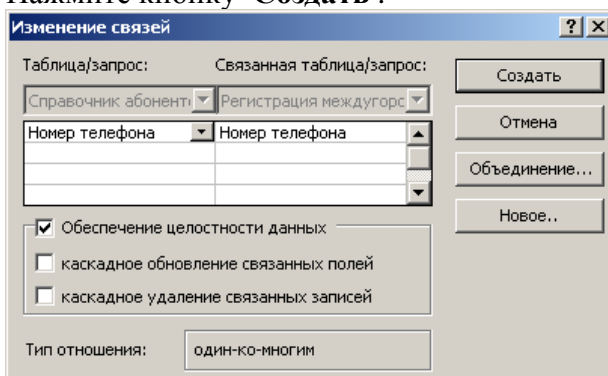 Нажмите кнопку "Создать".
Изменение связей
Таблица/запрос: Связанная таблица/запрос:
Справочник абонент Регистрация междугорс
Номер телефона Номер телефона
Создать
Отмена
Объединение...
Новое..
Обеспечение целостности данных
каскадное обновление связанных полей
каскадное удаление связанных записей
Тип отношения: один-ко-многим